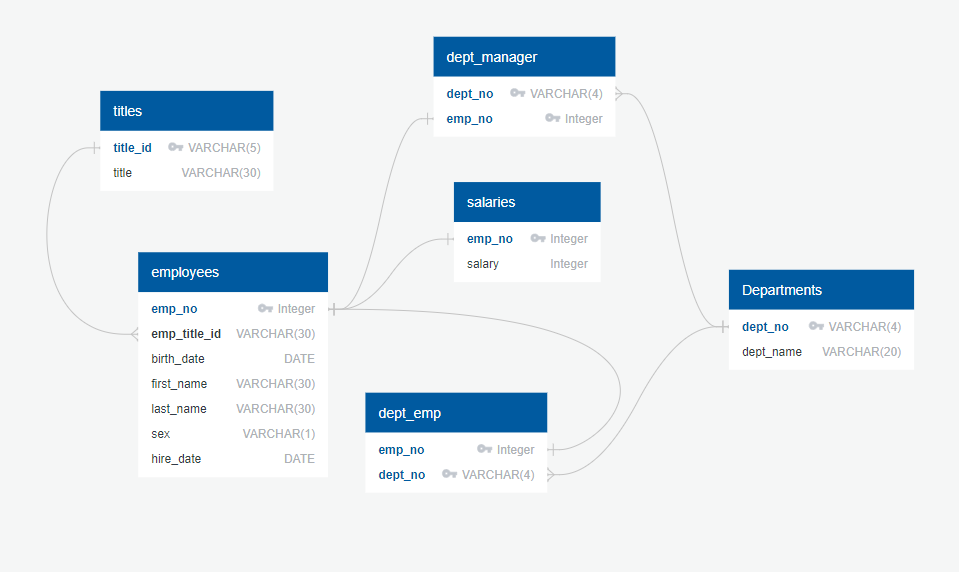 dept_manager
dept_no VARCHAR(4)
emp_no Integer
titles
title_id VARCHAR(5)
title VARCHAR(30)
salaries
emp_no Integer
salary Integer
employees
emp_no Integer
emp_title_id VARCHAR(30)
birth_date DATE
first_name VARCHAR(30)
last_name VARCHAR(30)
sex VARCHAR(1)
hire_date DATE
Departments
dept_no VARCHAR(4)
dept_name VARCHAR(20)
dept_emp
emp_no Integer
dept_no VARCHAR(4)